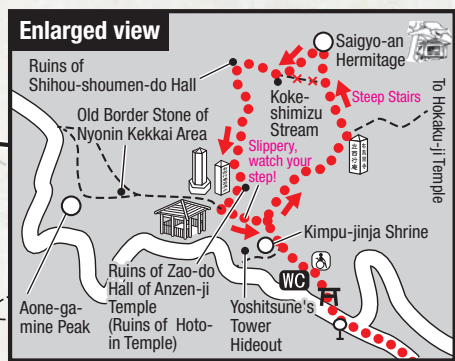 Enlarged view
Saigyo-an
Hermitage
Ruins of
Shihou-shoumen-do Hall
Koke-
shimizu
Stream
Steep Stairs
To Hokaku-ji Temple
Old Border Stone of
Nyonin Kekkai Area
Slippery,
watch your
step!
Kimpu-jinja Shrine
WC
Aone-ga-
mine Peak
Ruins of Zao-do
Hall of Anzen-ji
Temple
(Ruins of Hoto-
in Temple)
Yoshitsune's
Tower
Hideout